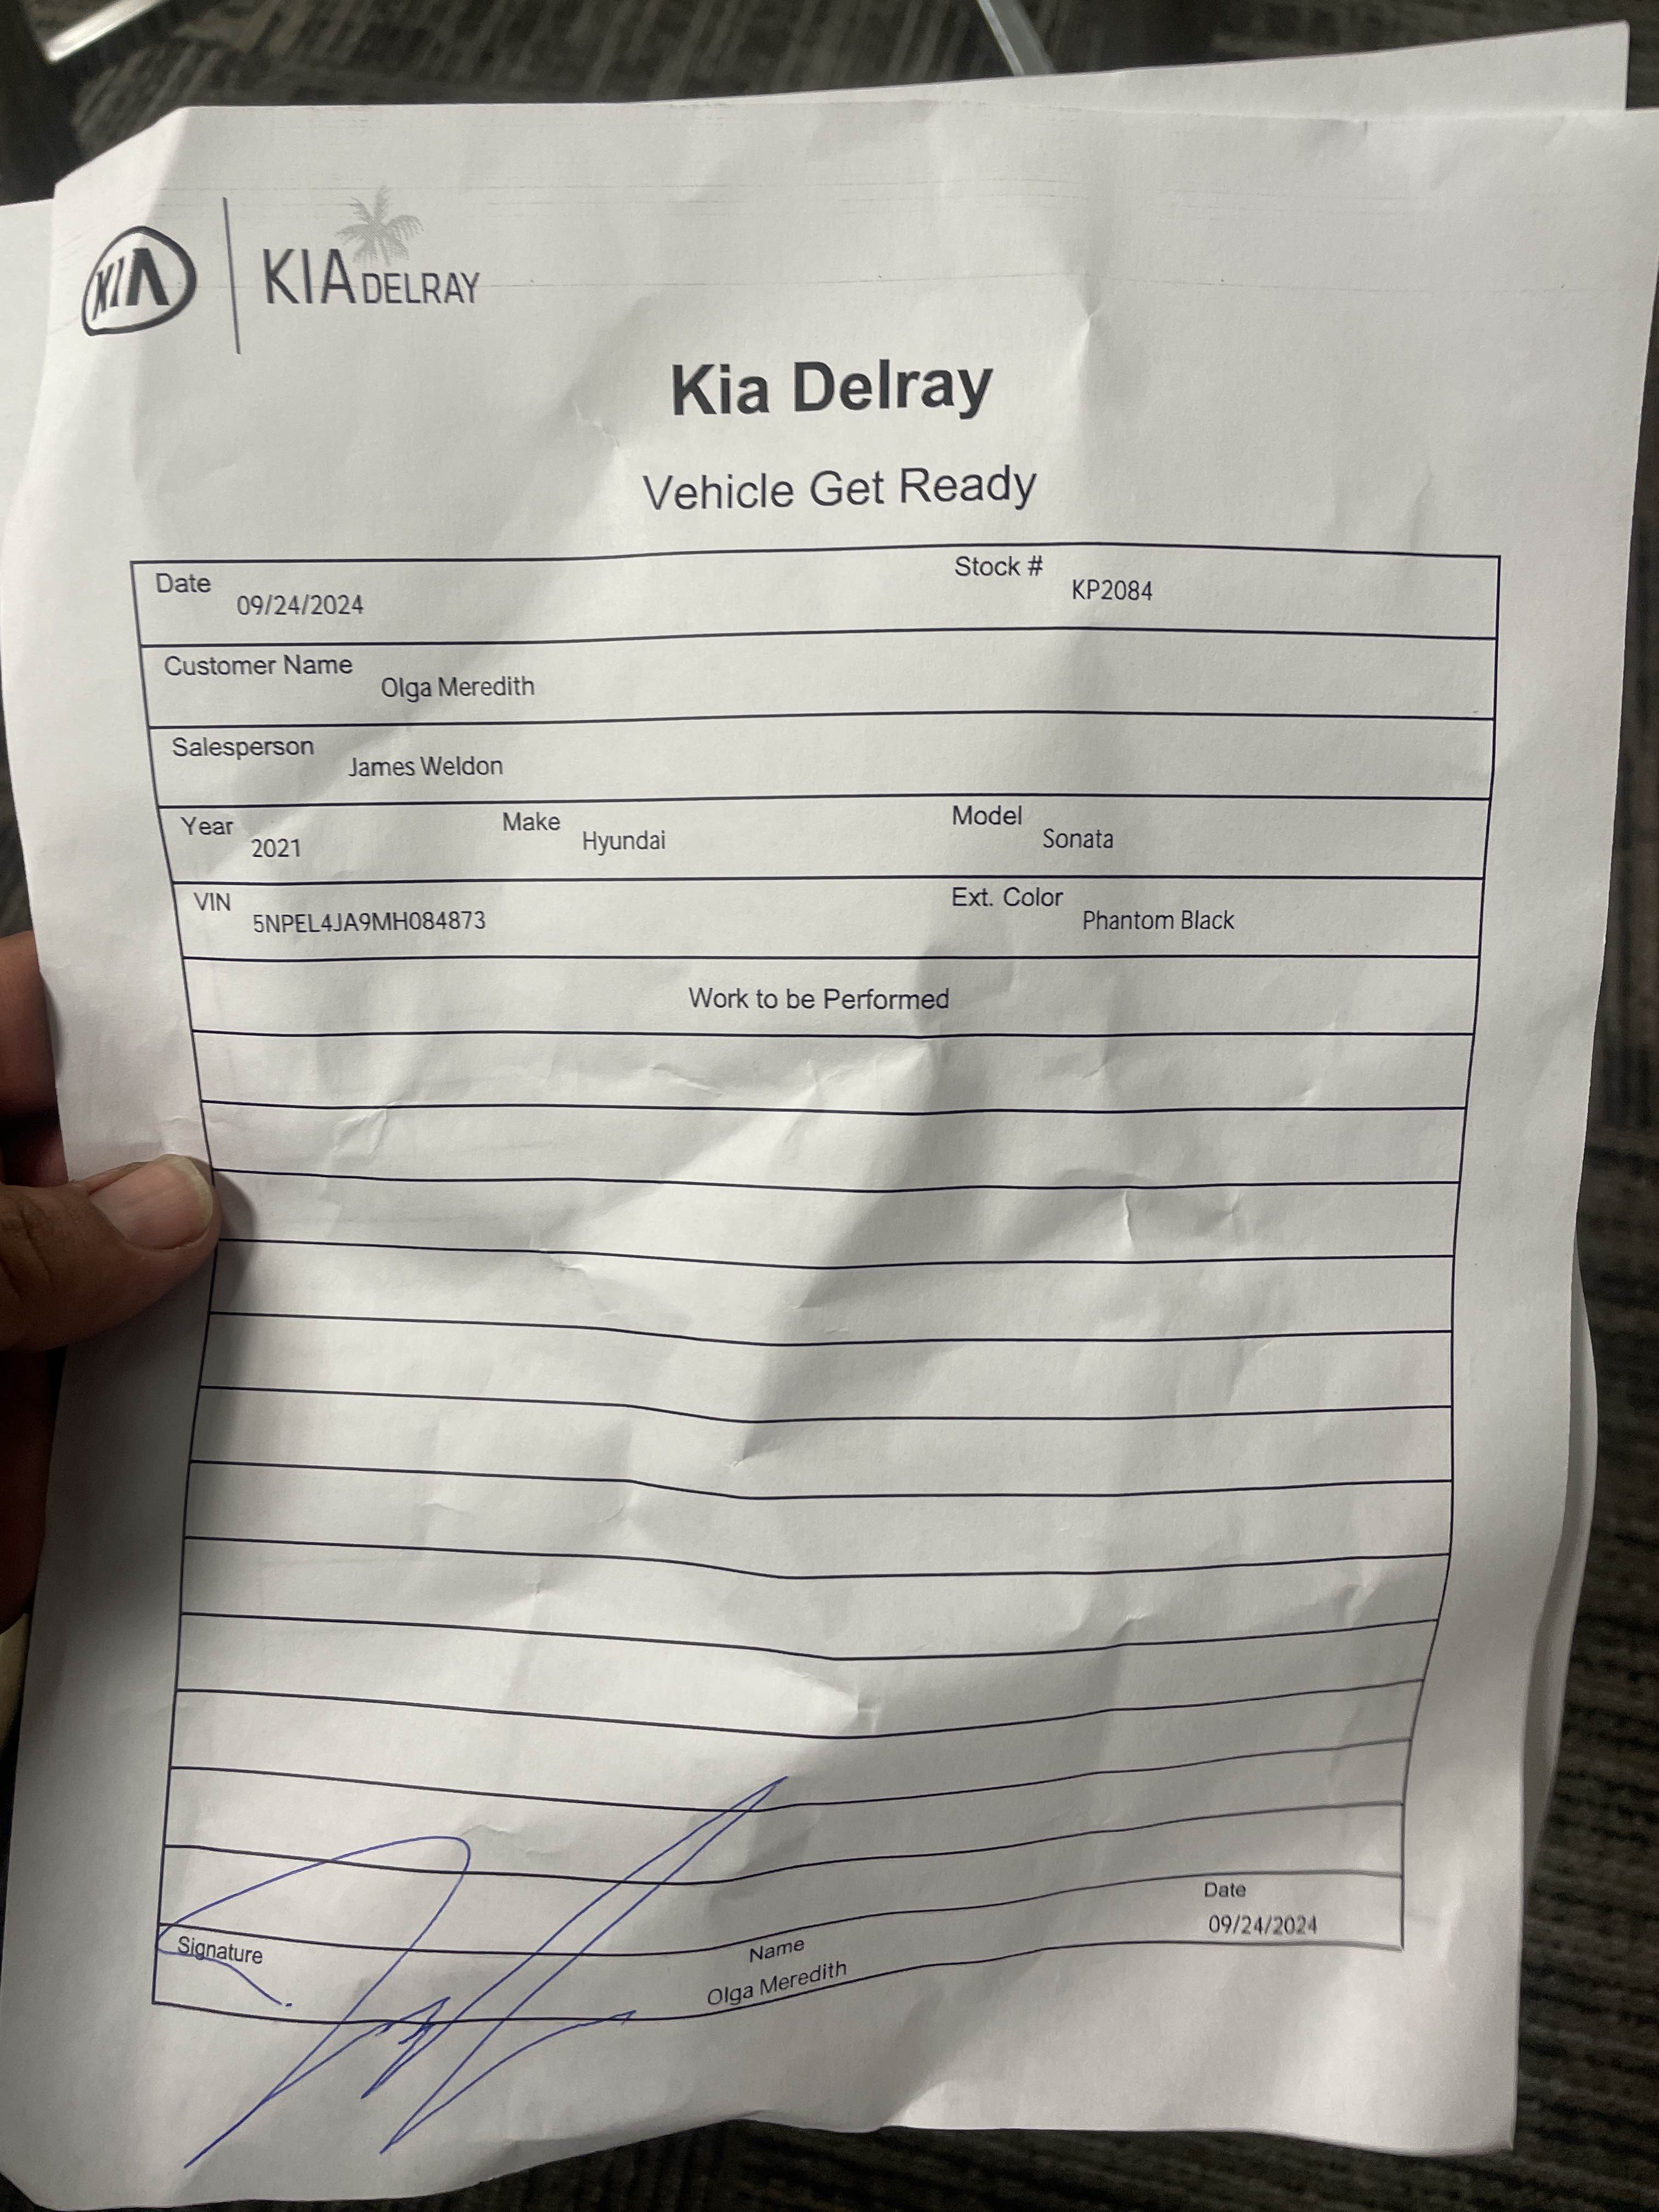 KIA | KIA DELRAY
Kia Delray
Vehicle Get Ready
Date 09/24/2024 Stock # KP2084
Customer Name Olga Meredith
Salesperson James Weldon
Year 2021 Make Hyundai Model Sonata
VIN 5NPEL4JA9MH084873 Ext. Color Phantom Black
Work to be Performed
Signature Name Olga Meredith Date 09/24/2024